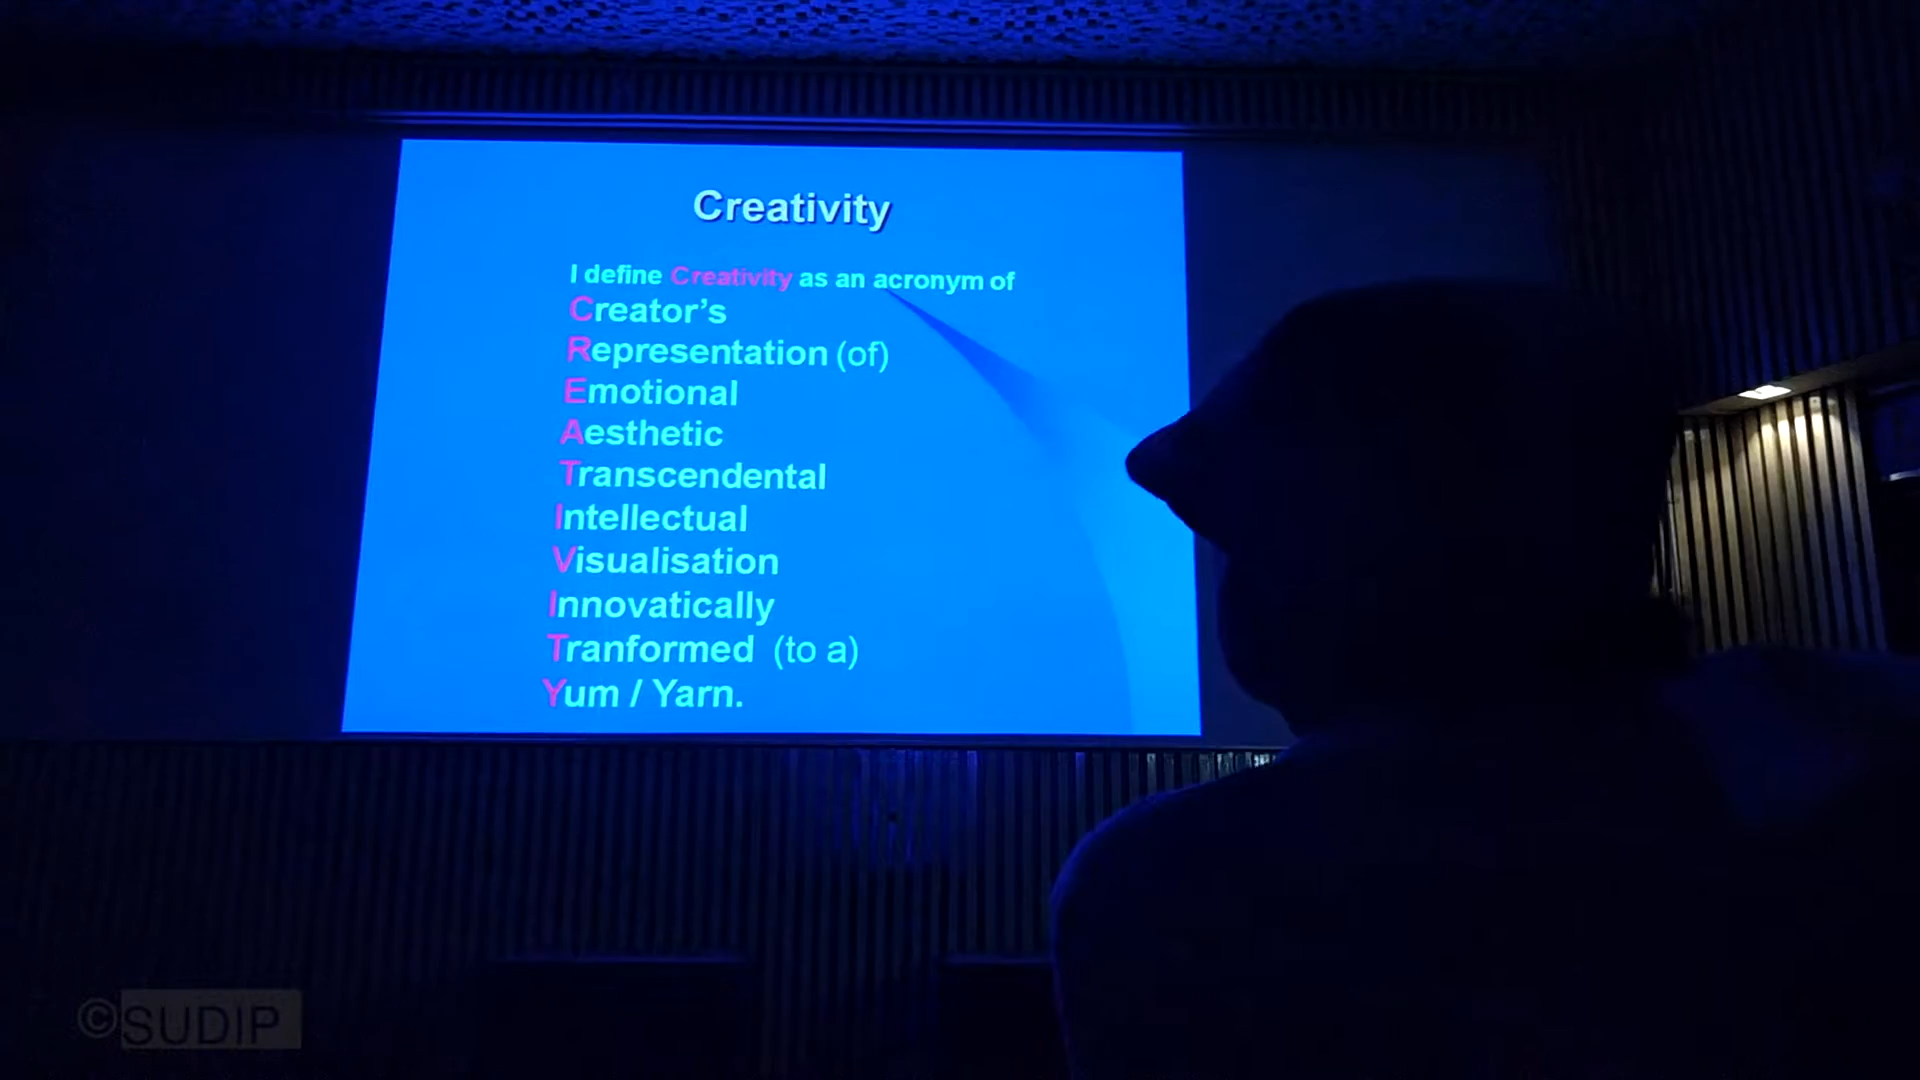 Creativity
I define Creativity as an acronym of
Creator's
Representation (of)
Emotional
Aesthetic
Transcendental
Intellectual
Visualisation
Innovatically
Tranformed (to a)
Yum / Yarn.
©SUDIP